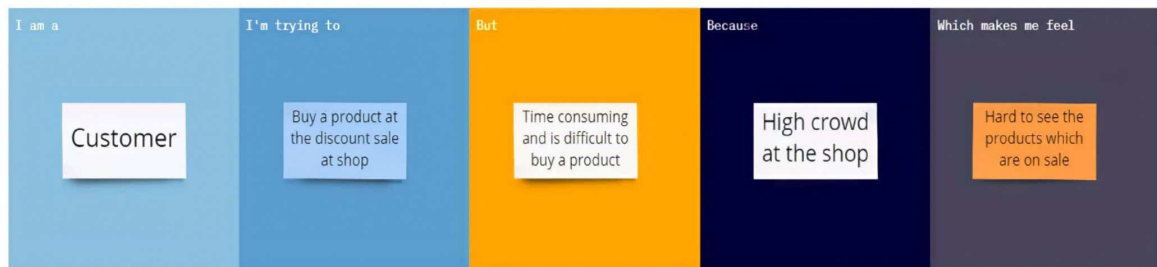 I am a
Customer
I'm trying to
Buy a product at
the discount sale
at shop
But
Time consuming
and is difficult to
buy a product
Because
High crowd
at the shop
Which makes me feel
Hard to see the
products which
are on sale